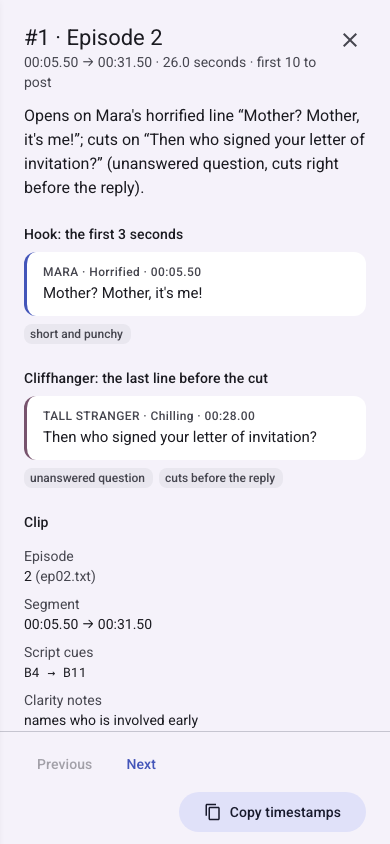 #1 · Episode 2
00:05.50 → 00:31.50 · 26.0 seconds · first 10 to
post
Opens on Mara's horrified line “Mother? Mother,
it's me!”; cuts on “Then who signed your letter of
invitation?” (unanswered question, cuts right
before the reply).
Hook: the first 3 seconds
MARA · Horrified · 00:05.50
Mother? Mother, it's me!
short and punchy
Cliffhanger: the last line before the cut
TALL STRANGER · Chilling · 00:28.00
Then who signed your letter of invitation?
unanswered question cuts before the reply
Clip
Episode
2 (ep02.txt)
Segment
00:05.50 → 00:31.50
Script cues
B4 → B11
Clarity notes
names who is involved early
Previous Next
Copy timestamps